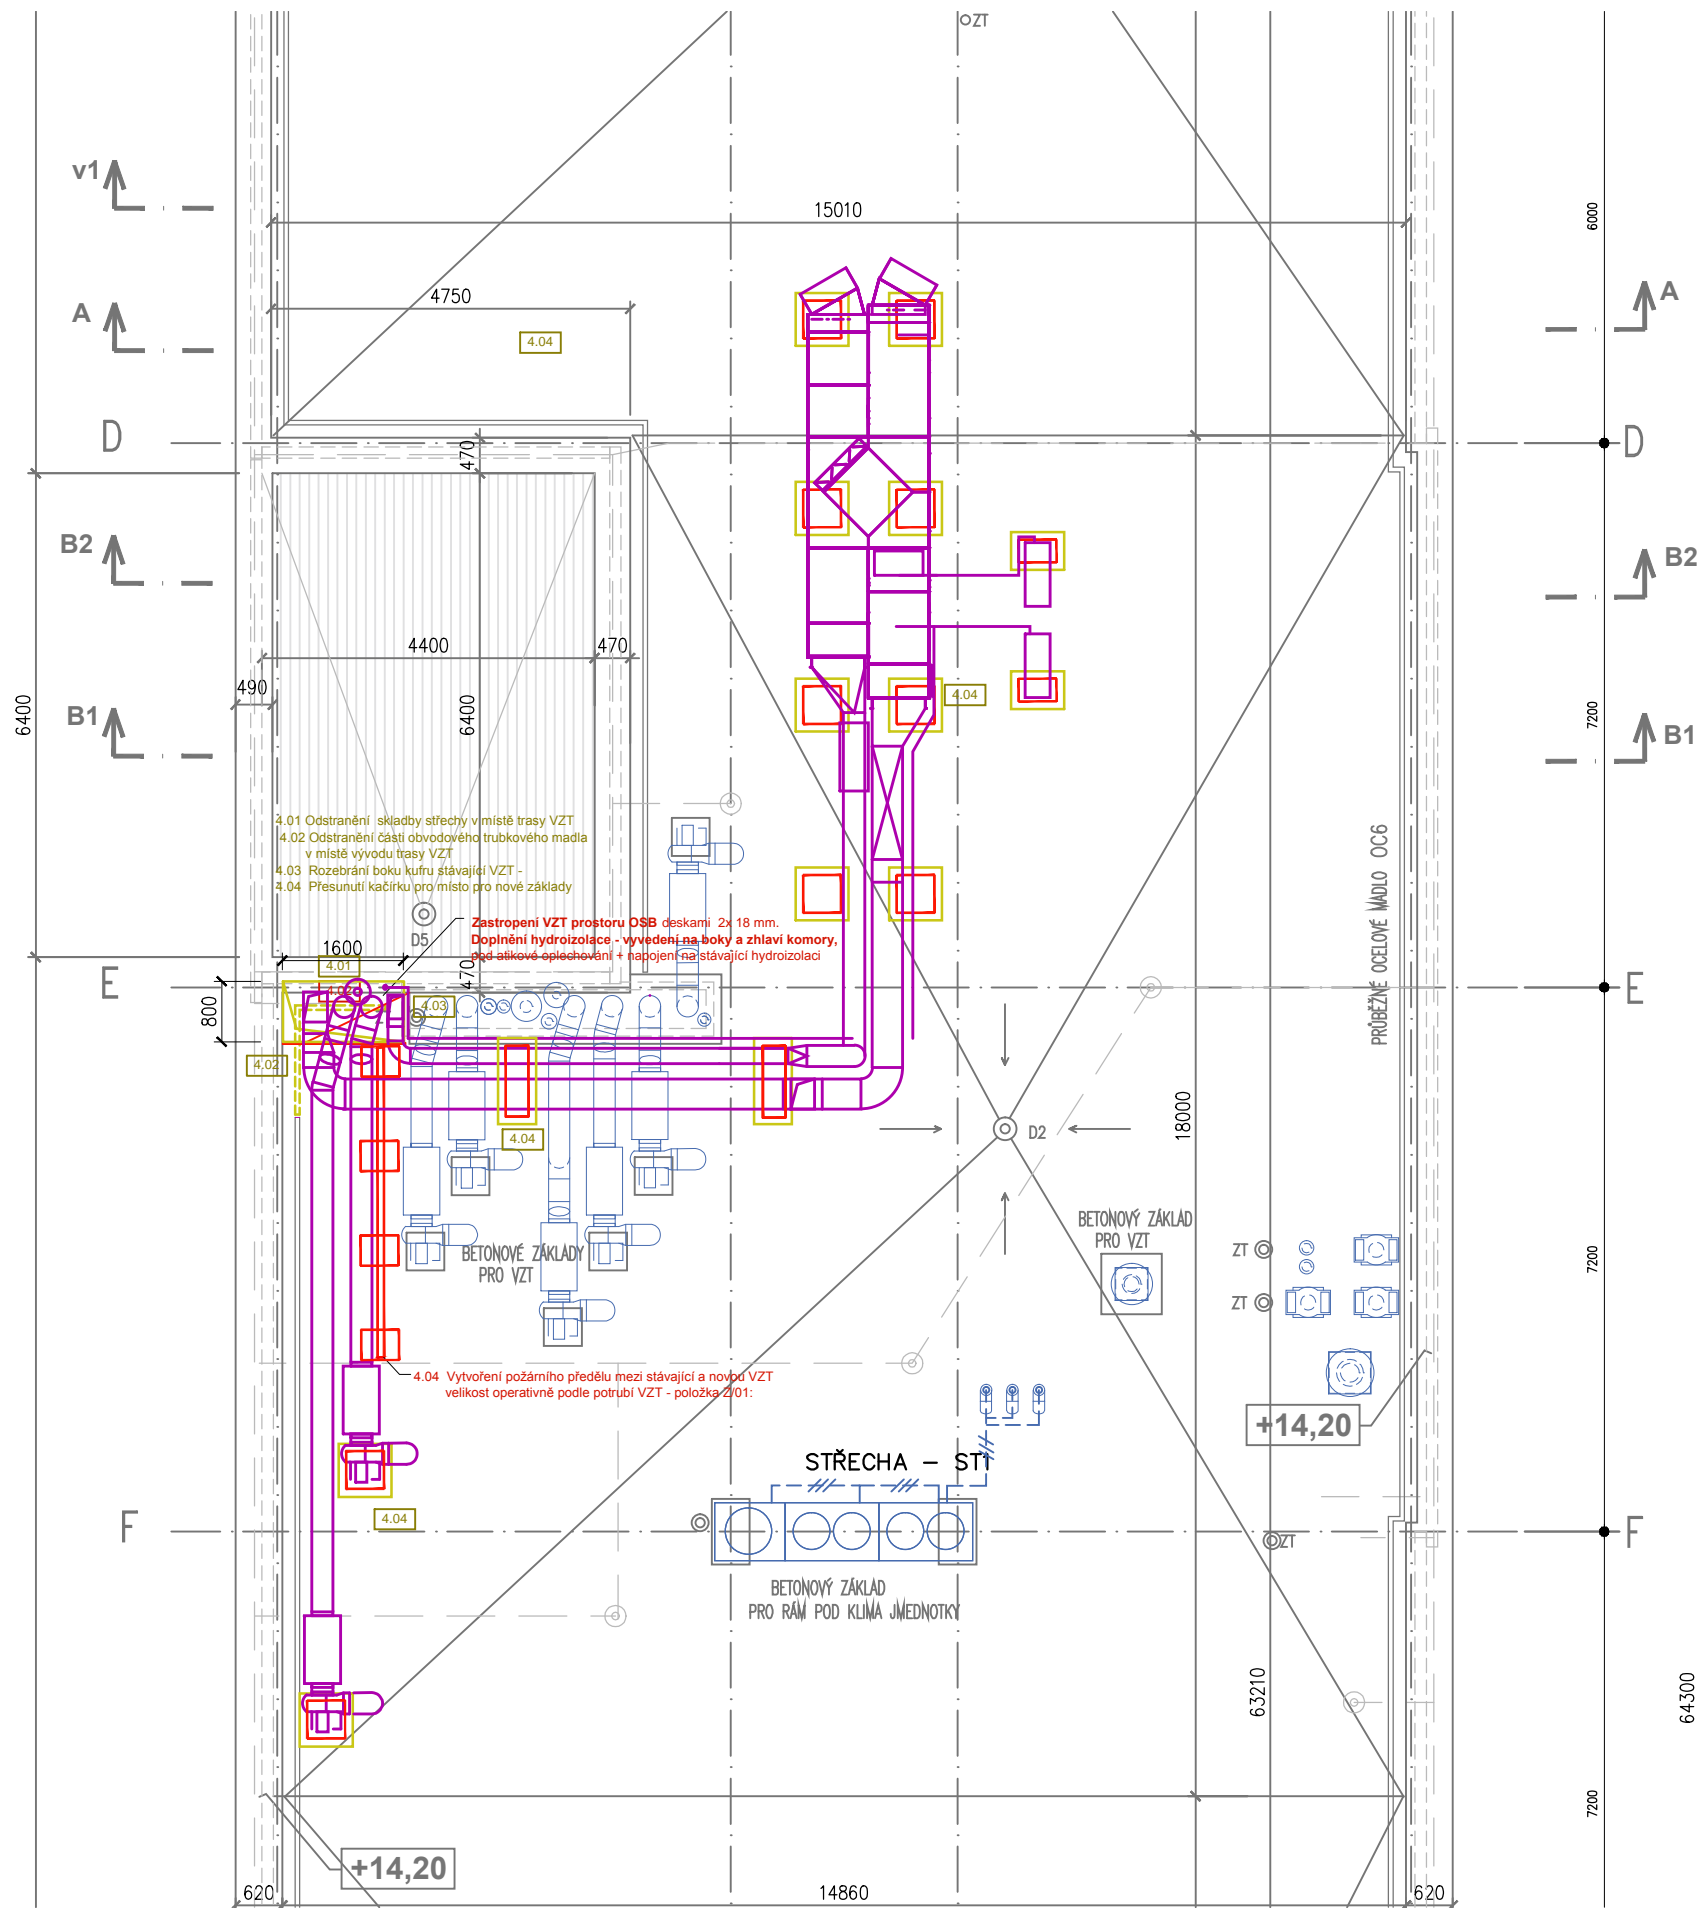 ZT
v1
15010
6000
A
A
4750
4.04
D
470
D
B2
B2
4400
470
490
6400
6400
4.04
7200
B1
B1
4.01 Odstranění skladby střechy v místě trasy VZT
4.02 Odstranění části obvodového trubkového madla
v místě vývodu trasy VZT
4.03 Rozebrání boku kufru stávající VZT -
4.04 Přesunutí kačírku pro místo pro nové základy
PRŮBĚŽNÉ OCELOVÉ MADLO OC6
Zastropení VZT prostoru OSB deskami 2x 18 mm.
Doplnění hydroizolace - vyvedení na boky a zhlaví komory,
pod atikové oplechování + napojení na stávající hydroizolaci
D5
1600
4.01
470
E
E
4.02
4.03
800
4.02
4.04
D2
18000
BETONOVÝ ZÁKLAD
PRO VZT
BETONOVÉ ZÁKLADY
PRO VZT
ZT
ZT
7200
4.04 Vytvoření požárního předělu mezi stávající a novou VZT
velikost operativně podle potrubí VZT - položka Z/01:
+14,20
STŘECHA – ST1
4.04
F
F
ZT
BETONOVÝ ZÁKLAD
PRO RÁM POD KLIMA JMEDNOTKY
63210
64300
7200
+14,20
620
14860
620